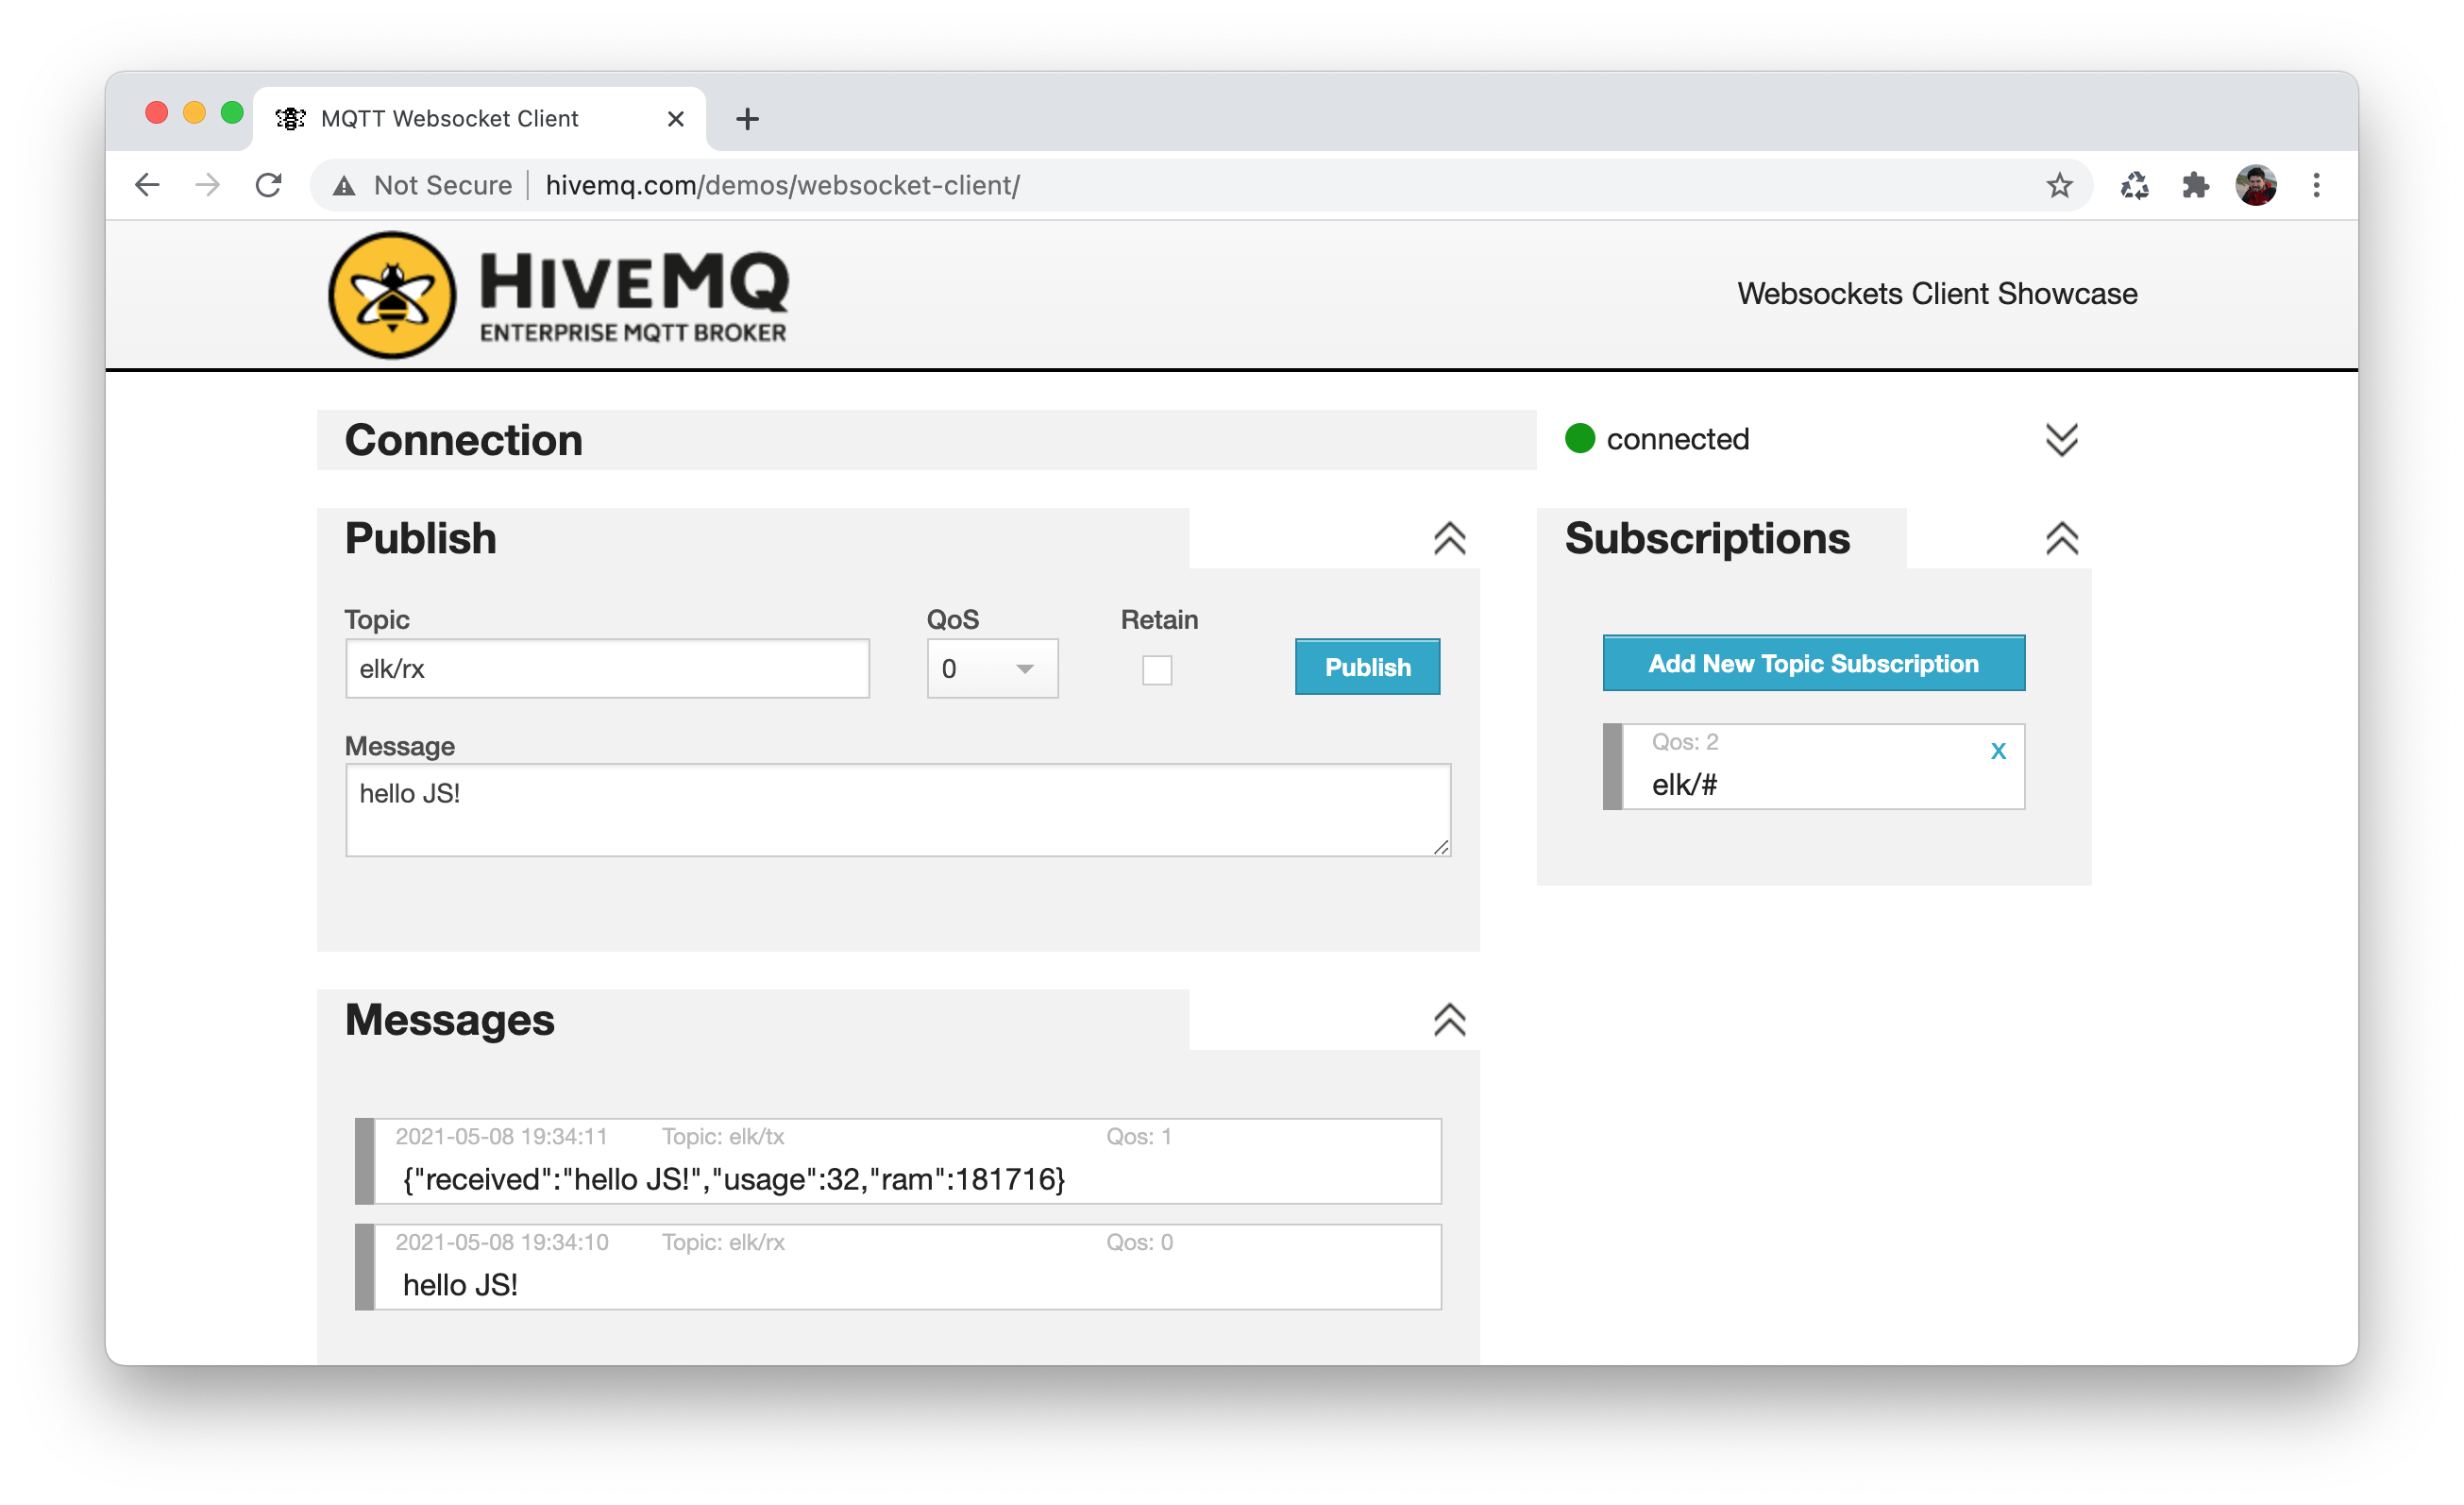 MQTT Websocket Client
Not Secure
hivemq.com/demos/websocket-client/
HIVEMQ
ENTERPRISE MQTT BROKER
Websockets Client Showcase
Connection
connected
Publish
Topic
QoS
Retain
elk/rx
0
Publish
Message
hello JS!
Subscriptions
Add New Topic Subscription
Qos: 2
X
elk/#
Messages
2021-05-08 19:34:11 Topic: elk/tx Qos: 1
{"received":"hello JS!","usage":32,"ram":181716}
2021-05-08 19:34:10 Topic: elk/rx Qos: 0
hello JS!